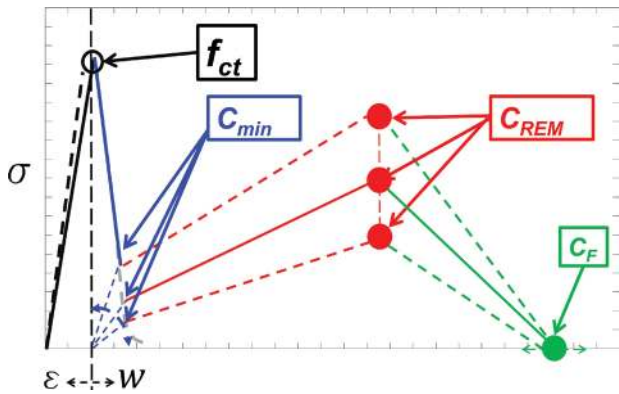 f_ct
C_min
C_REM
σ
C_F
ε w